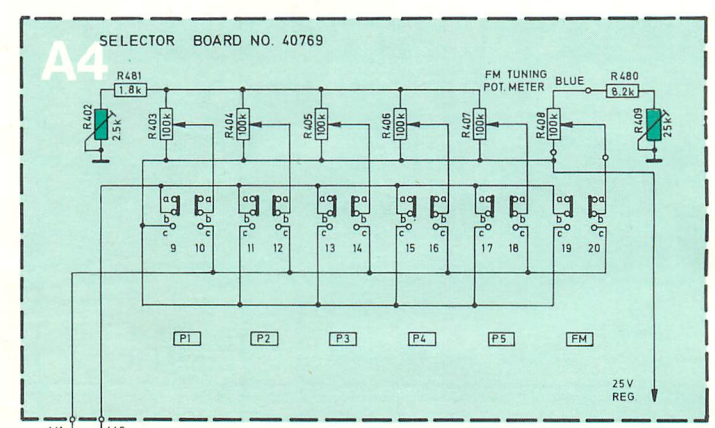 A4
SELECTOR BOARD NO. 40769
R481
1.8k
FM TUNING
POT. METER
BLUE
R480
8.2k
R402
2.5k
R403
100k
R404
100k
R405
100k
R406
100k
R407
100k
R408
100k
R409
25k
a a a a a a a a a a a a
b b b b b b b b b b b b
c c c c c c c c c c c c
9 10 11 12 13 14 15 16 17 18 19 20
P1 P2 P3 P4 P5 FM
25V
REG.